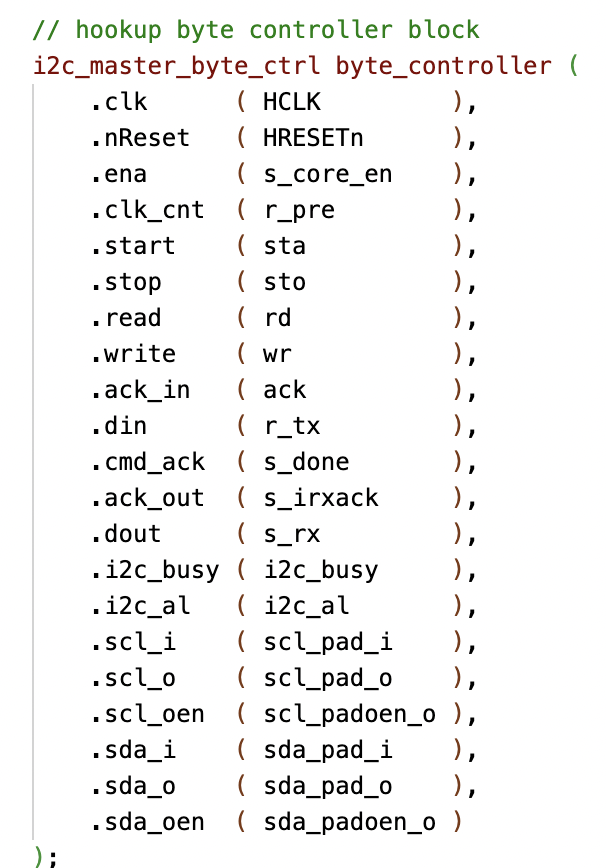 // hookup byte controller block
i2c_master_byte_ctrl byte_controller (
    .clk      ( HCLK         ),
    .nReset   ( HRESETn      ),
    .ena      ( s_core_en    ),
    .clk_cnt  ( r_pre        ),
    .start    ( sta          ),
    .stop     ( sto          ),
    .read     ( rd           ),
    .write    ( wr           ),
    .ack_in   ( ack          ),
    .din      ( r_tx         ),
    .cmd_ack  ( s_done       ),
    .ack_out  ( s_irxack     ),
    .dout     ( s_rx         ),
    .i2c_busy ( i2c_busy     ),
    .i2c_al   ( i2c_al       ),
    .scl_i    ( scl_pad_i    ),
    .scl_o    ( scl_pad_o    ),
    .scl_oen  ( scl_padoen_o ),
    .sda_i    ( sda_pad_i    ),
    .sda_o    ( sda_pad_o    ),
    .sda_oen  ( sda_padoen_o )
);